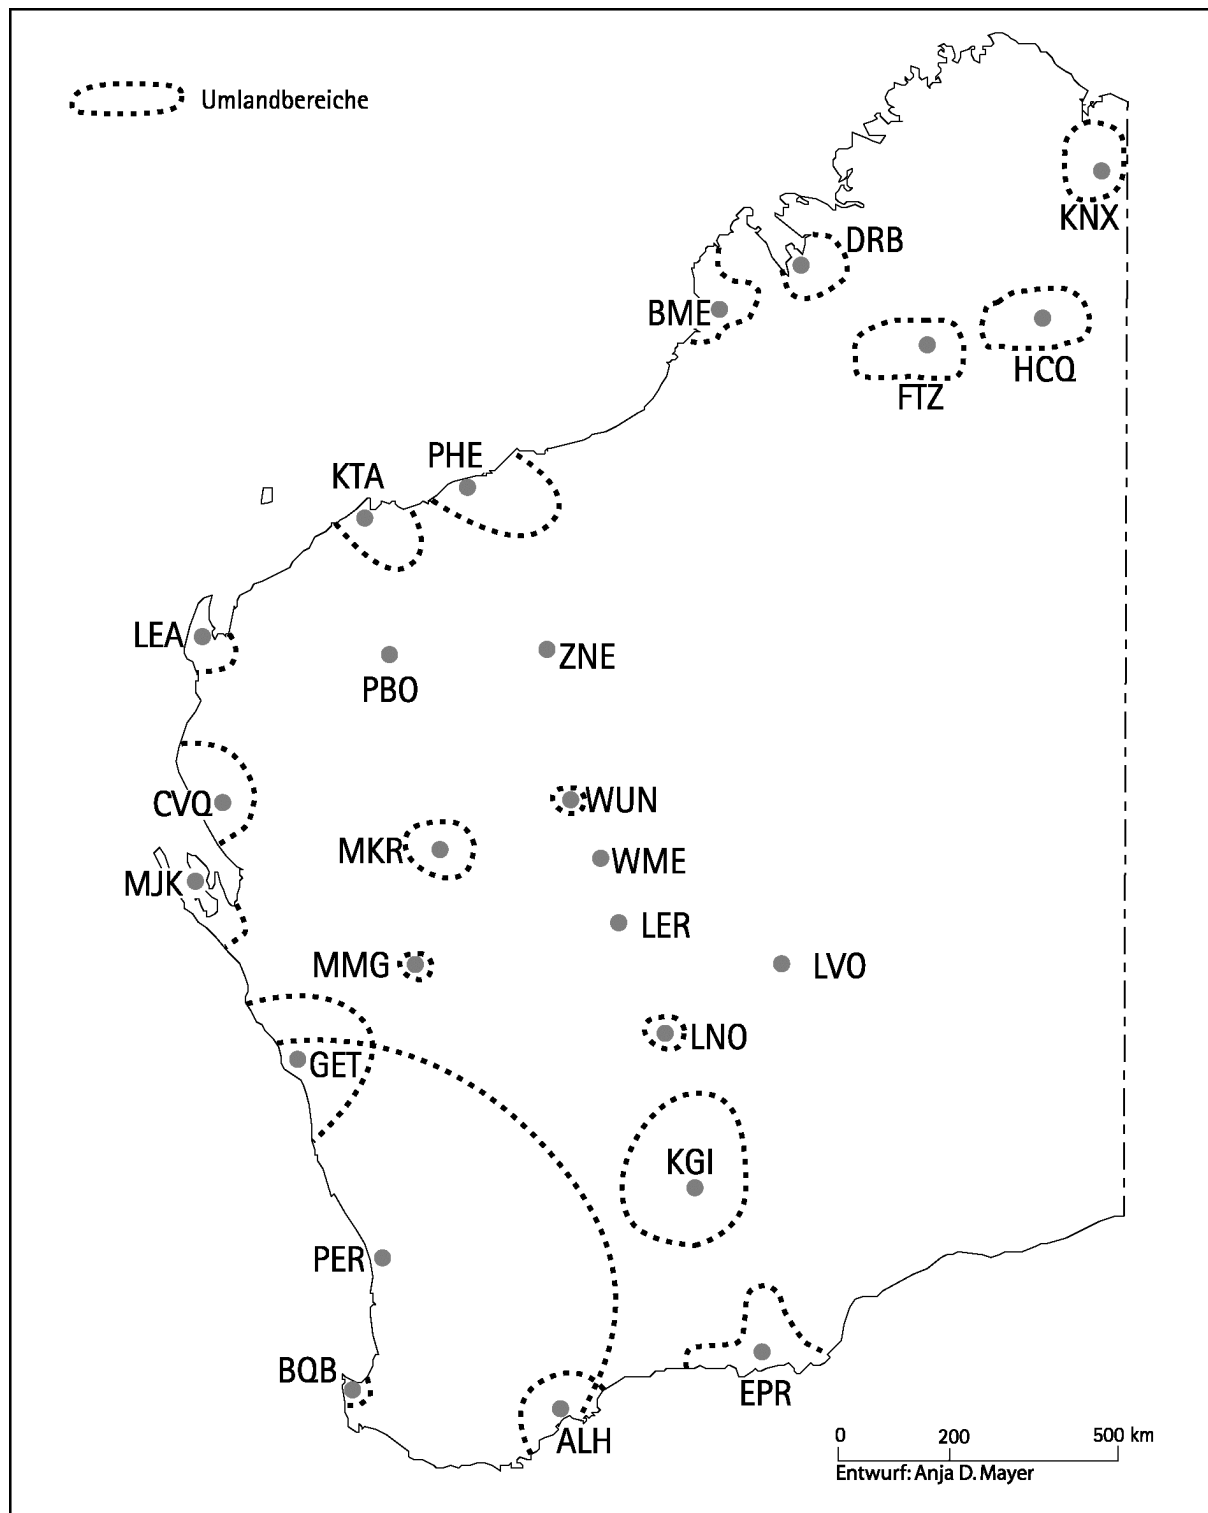 Umlandbereiche
KNX
DRB
BME
HCQ
FTZ
PHE
KTA
LEA
ZNE
PBO
CVQ
WUN
MKR
WME
MJK
LER
MMG
LVO
LNO
GET
KGI
PER
BQB
EPR
ALH
0 200 500 km
Entwurf: Anja D. Mayer